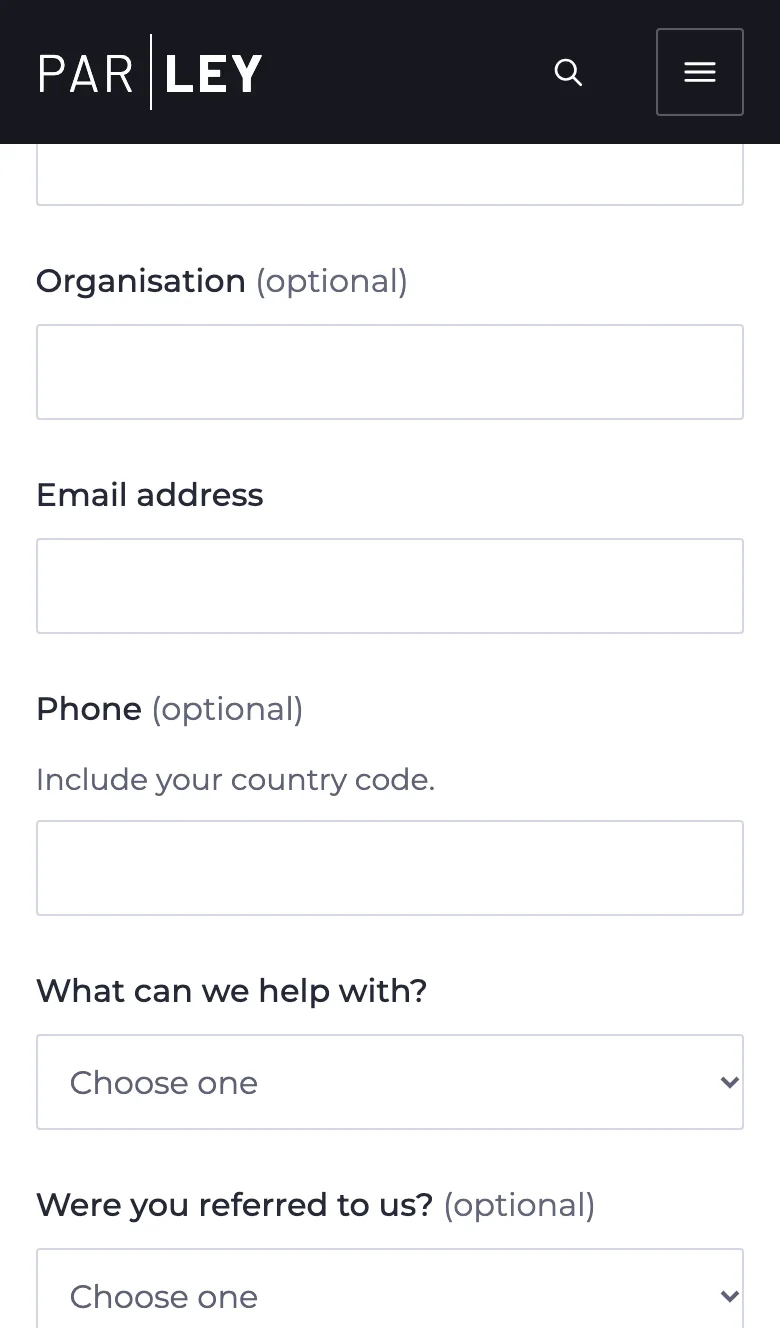 PAR|LEY
Organisation (optional)
Email address
Phone (optional)
Include your country code.
What can we help with?
Choose one
Were you referred to us? (optional)
Choose one